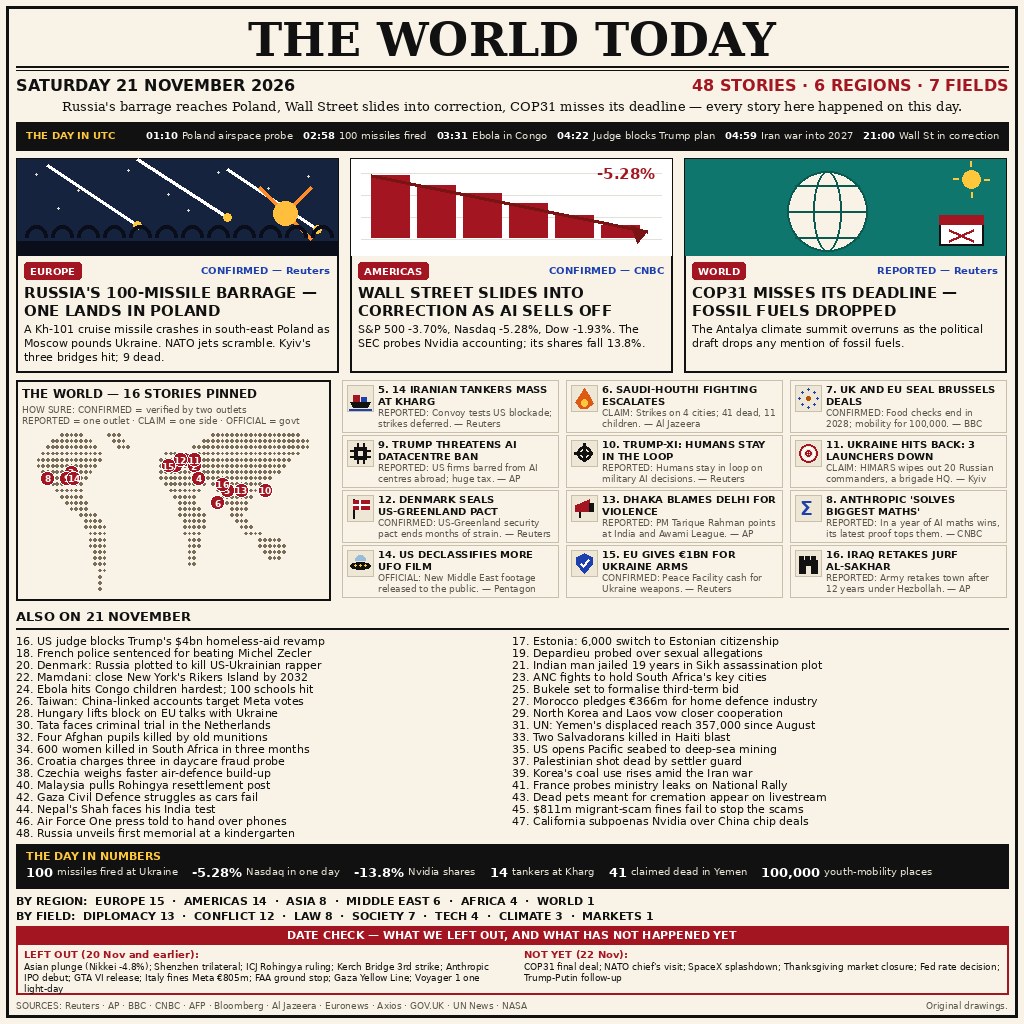 THE WORLD TODAY
SATURDAY 21 NOVEMBER 2026
48 STORIES · 6 REGIONS · 7 FIELDS
Russia's barrage reaches Poland, Wall Street slides into correction, COP31 misses its deadline — every story here happened on this day.
THE DAY IN UTC 01:10 Poland airspace probe 02:58 100 missiles fired 03:31 Ebola in Congo 04:22 Judge blocks Trump plan 04:59 Iran war into 2027 21:00 Wall St in correction
EUROPE
CONFIRMED — Reuters
RUSSIA'S 100-MISSILE BARRAGE —
ONE LANDS IN POLAND
A Kh-101 cruise missile crashes in south-east Poland as
Moscow pounds Ukraine. NATO jets scramble. Kyiv's
three bridges hit; 9 dead.
-5.28%
AMERICAS
CONFIRMED — CNBC
WALL STREET SLIDES INTO
CORRECTION AS AI SELLS OFF
S&P 500 -3.70%, Nasdaq -5.28%, Dow -1.93%. The
SEC probes Nvidia accounting; its shares fall 13.8%.
WORLD
REPORTED — Reuters
COP31 MISSES ITS DEADLINE —
FOSSIL FUELS DROPPED
The Antalya climate summit overruns as the political
draft drops any mention of fossil fuels.
THE WORLD — 16 STORIES PINNED
HOW SURE: CONFIRMED = verified by two outlets
REPORTED = one outlet · CLAIM = one side · OFFICIAL = govt
8
4
6
13
10
5. 14 IRANIAN TANKERS MASS
AT KHARG
REPORTED: Convoy tests US blockade;
strikes deferred. — Reuters
6. SAUDI-HOUTHI FIGHTING
ESCALATES
CLAIM: Strikes on 4 cities; 41 dead, 11
children. — Al Jazeera
7. UK AND EU SEAL BRUSSELS
DEALS
CONFIRMED: Food checks end in
2028; mobility for 100,000. — BBC
9. TRUMP THREATENS AI
DATACENTRE BAN
REPORTED: US firms barred from AI
centres abroad; huge tax. — AP
10. TRUMP-XI: HUMANS STAY
IN THE LOOP
REPORTED: Humans stay in loop on
military AI decisions. — Reuters
11. UKRAINE HITS BACK: 3
LAUNCHERS DOWN
CLAIM: HIMARS wipes out 20 Russian
commanders, a brigade HQ. — Kyiv
12. DENMARK SEALS
US-GREENLAND PACT
CONFIRMED: US-Greenland security
pact ends months of strain. — Reuters
13. DHAKA BLAMES DELHI FOR
VIOLENCE
REPORTED: PM Tarique Rahman points
at India and Awami League. — AP
Σ
8. ANTHROPIC 'SOLVES
BIGGEST MATHS'
REPORTED: In a year of AI maths wins,
its latest proof tops them. — CNBC
14. US DECLASSIFIES MORE
UFO FILM
OFFICIAL: New Middle East footage
released to the public. — Pentagon
15. EU GIVES €1BN FOR
UKRAINE ARMS
CONFIRMED: Peace Facility cash for
Ukraine weapons. — Reuters
16. IRAQ RETAKES JURF
AL-SAKHAR
REPORTED: Army retakes town after
12 years under Hezbollah. — AP
ALSO ON 21 NOVEMBER
16. US judge blocks Trump's $4bn homeless-aid revamp
17. Estonia: 6,000 switch to Estonian citizenship
18. French police sentenced for beating Michel Zecler
19. Depardieu probed over sexual allegations
20. Denmark: Russia plotted to kill US-Ukrainian rapper
21. Indian man jailed 19 years in Sikh assassination plot
22. Mamdani: close New York's Rikers Island by 2032
23. ANC fights to hold South Africa's key cities
24. Ebola hits Congo children hardest; 100 schools hit
25. Bukele set to formalise third-term bid
26. Taiwan: China-linked accounts target Meta votes
27. Morocco pledges €366m for home defence industry
28. Hungary lifts block on EU talks with Ukraine
29. North Korea and Laos vow closer cooperation
30. Tata faces criminal trial in the Netherlands
31. UN: Yemen's displaced reach 357,000 since August
32. Four Afghan pupils killed by old munitions
33. Two Salvadorans killed in Haiti blast
34. 600 women killed in South Africa in three months
35. US opens Pacific seabed to deep-sea mining
36. Croatia charges three in daycare fraud probe
37. Palestinian shot dead by settler guard
38. Czechia weighs faster air-defence build-up
39. Korea's coal use rises amid the Iran war
40. Malaysia pulls Rohingya resettlement post
41. France probes ministry leaks on National Rally
42. Gaza Civil Defence struggles as cars fail
43. Dead pets meant for cremation appear on livestream
44. Nepal's Shah faces his India test
45. $811m migrant-scam fines fail to stop the scams
46. Air Force One press told to hand over phones
47. California subpoenas Nvidia over China chip deals
48. Russia unveils first memorial at a kindergarten
THE DAY IN NUMBERS
100 missiles fired at Ukraine -5.28% Nasdaq in one day -13.8% Nvidia shares 14 tankers at Kharg 41 claimed dead in Yemen 100,000 youth-mobility places
BY REGION: EUROPE 15 · AMERICAS 14 · ASIA 8 · MIDDLE EAST 6 · AFRICA 4 · WORLD 1
BY FIELD: DIPLOMACY 13 · CONFLICT 12 · LAW 8 · SOCIETY 7 · TECH 4 · CLIMATE 3 · MARKETS 1
DATE CHECK — WHAT WE LEFT OUT, AND WHAT HAS NOT HAPPENED YET
LEFT OUT (20 Nov and earlier):
Asian plunge (Nikkei -4.8%); Shenzhen trilateral; ICJ Rohingya ruling; Kerch Bridge 3rd strike; Anthropic
IPO debut; GTA VI release; Italy fines Meta €805m; FAA ground stop; Gaza Yellow Line; Voyager 1 one
light-day
NOT YET (22 Nov):
COP31 final deal; NATO chief's visit; SpaceX splashdown; Thanksgiving market closure; Fed rate decision;
Trump-Putin follow-up
SOURCES: Reuters · AP · BBC · CNBC · AFP · Bloomberg · Al Jazeera · Euronews · Axios · GOV.UK · UN News · NASA
Original drawings.